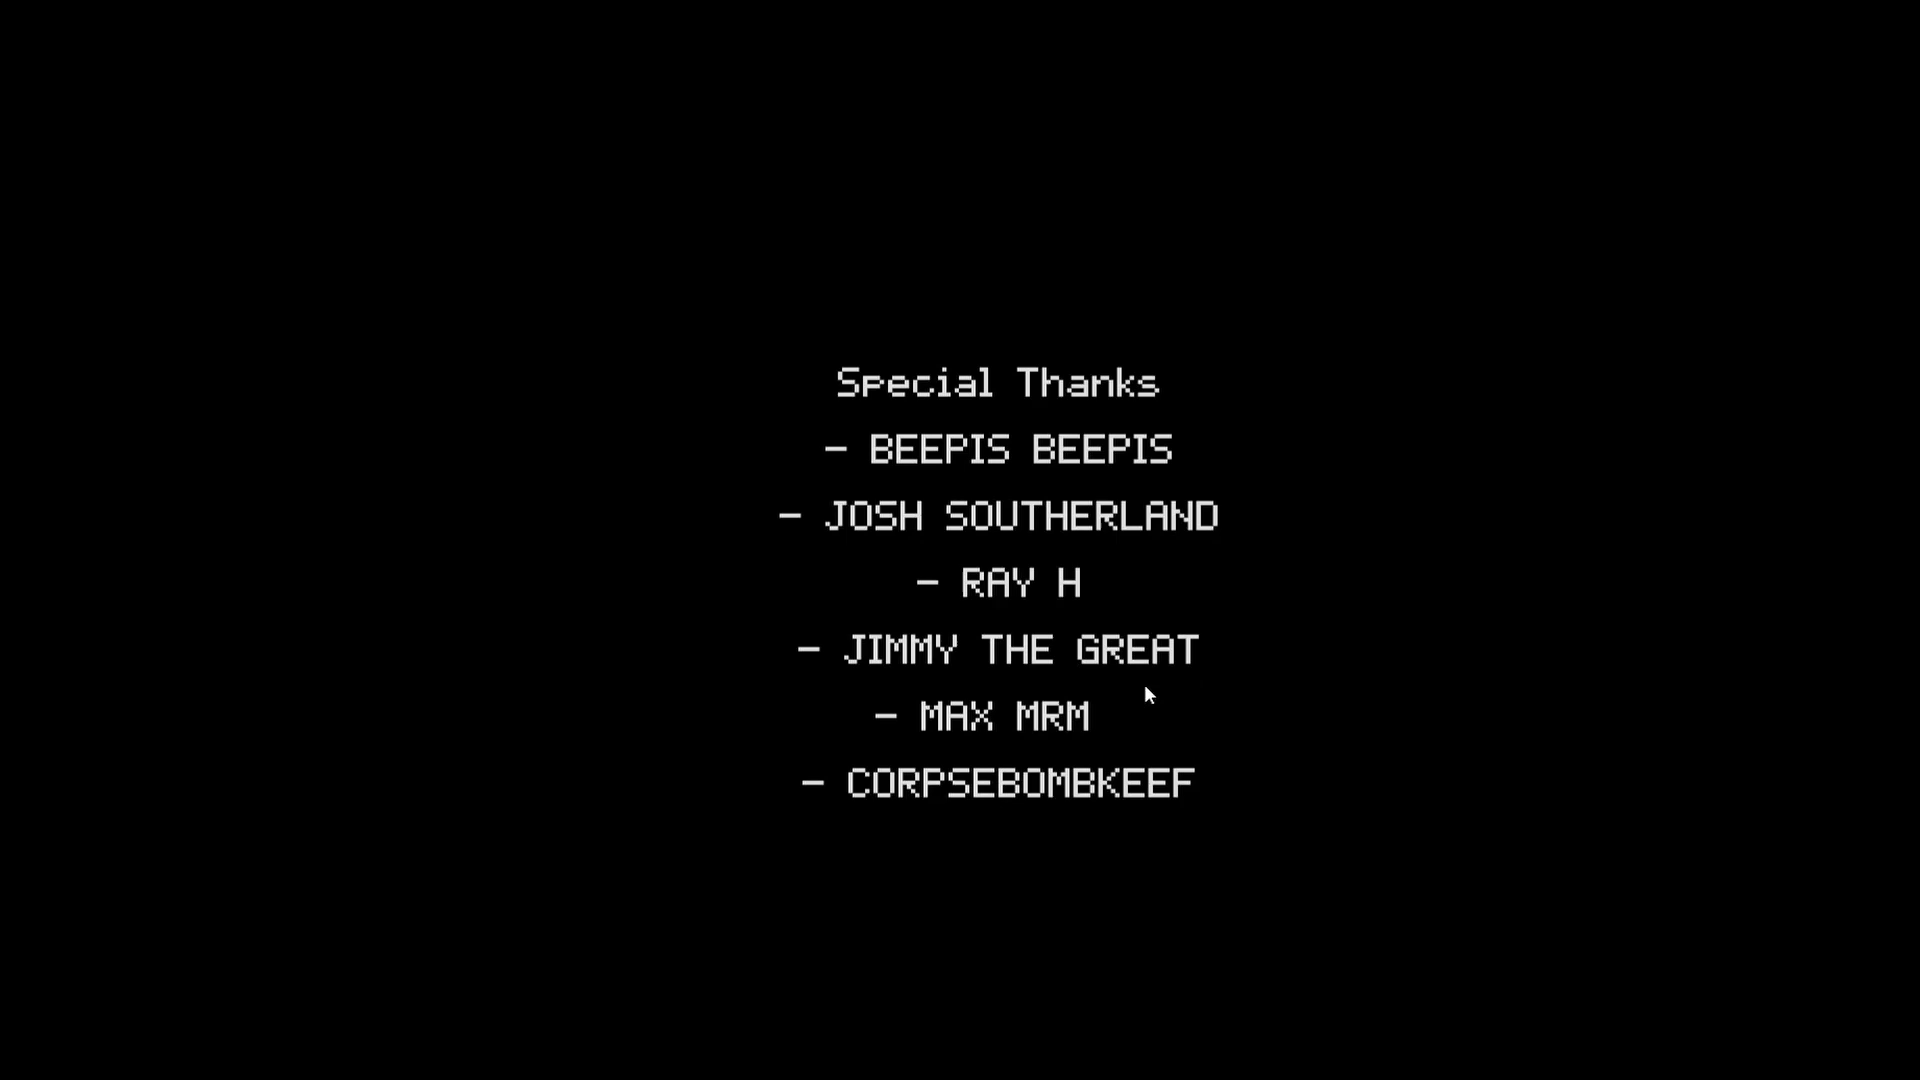 Special Thanks
- BEEPIS BEEPIS
- JOSH SOUTHERLAND
- RAY H
- JIMMY THE GREAT
- MAX MRM
- CORPSEBOMBKEEF